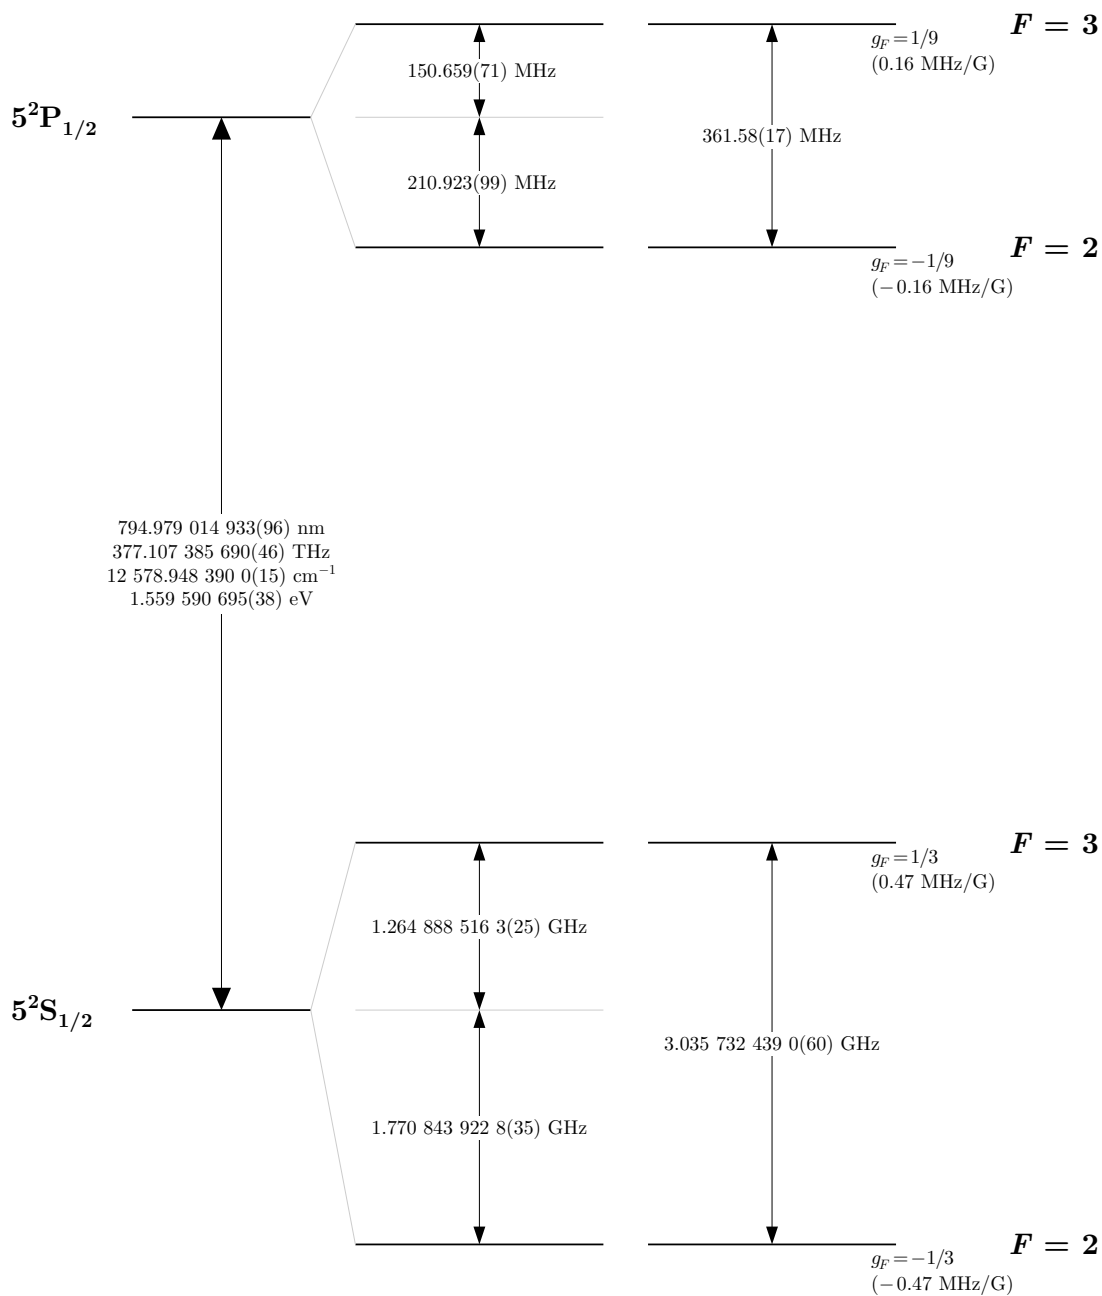 F = 3
g_F = 1/9
(0.16 MHz/G)
150.659(71) MHz
5²P₁/₂
361.58(17) MHz
210.923(99) MHz
F = 2
g_F = −1/9
(−0.16 MHz/G)
794.979 014 933(96) nm
377.107 385 690(46) THz
12 578.948 390 0(15) cm⁻¹
1.559 590 695(38) eV
F = 3
g_F = 1/3
(0.47 MHz/G)
1.264 888 516 3(25) GHz
5²S₁/₂
3.035 732 439 0(60) GHz
1.770 843 922 8(35) GHz
F = 2
g_F = −1/3
(−0.47 MHz/G)